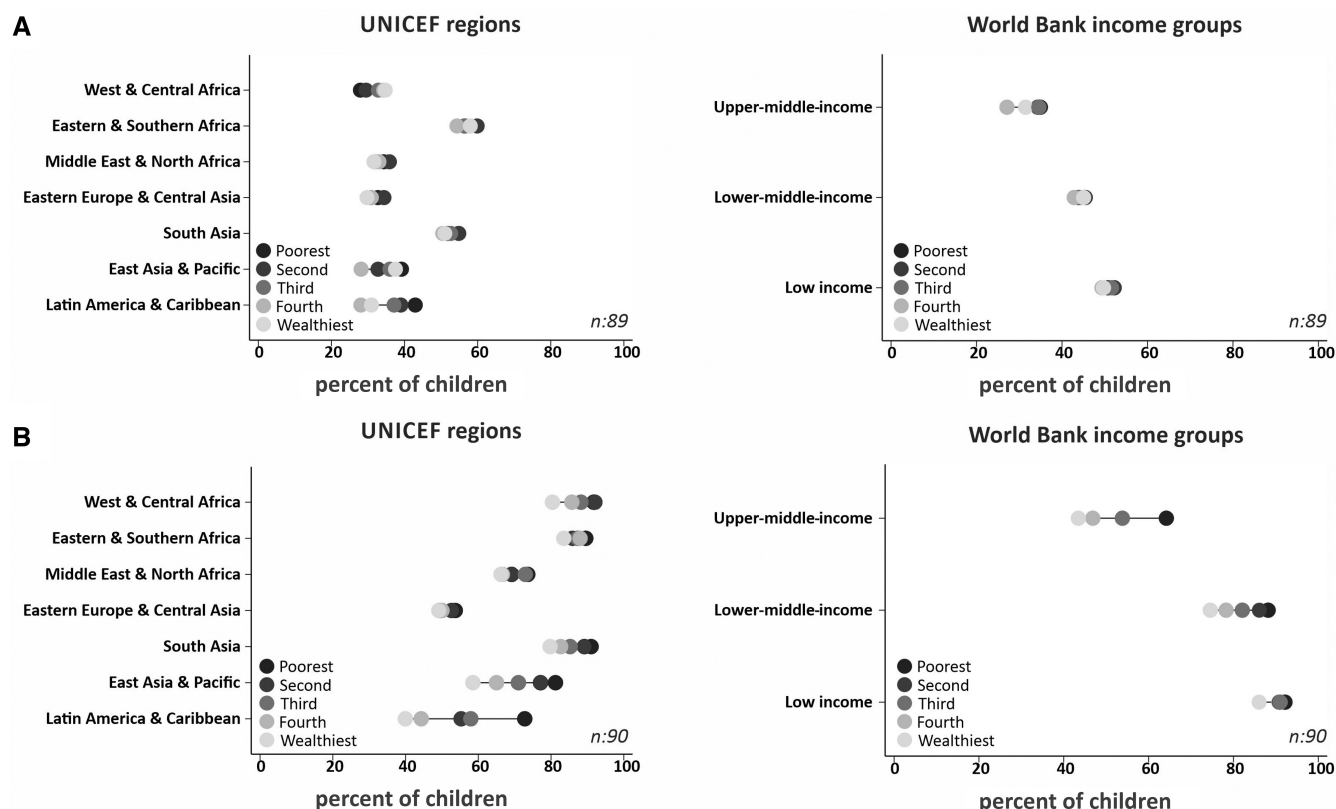 A
UNICEF regions
West & Central Africa
Eastern & Southern Africa
Middle East & North Africa
Eastern Europe & Central Asia
South Asia
East Asia & Pacific
Latin America & Caribbean
Poorest
Second
Third
Fourth
Wealthiest
n:89
0 20 40 60 80 100
percent of children
World Bank income groups
Upper-middle-income
Lower-middle-income
Low income
Poorest
Second
Third
Fourth
Wealthiest
n:89
0 20 40 60 80 100
percent of children
B
UNICEF regions
West & Central Africa
Eastern & Southern Africa
Middle East & North Africa
Eastern Europe & Central Asia
South Asia
East Asia & Pacific
Latin America & Caribbean
Poorest
Second
Third
Fourth
Wealthiest
n:90
0 20 40 60 80 100
percent of children
World Bank income groups
Upper-middle-income
Lower-middle-income
Low income
Poorest
Second
Third
Fourth
Wealthiest
n:90
0 20 40 60 80 100
percent of children